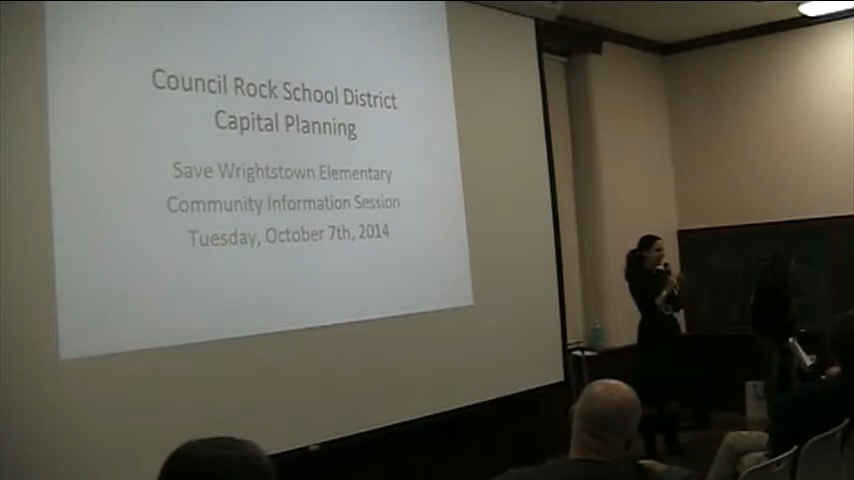 Council Rock School District
Capital Planning
Save Wrightstown Elementary
Community Information Session
Tuesday, October 7th, 2014